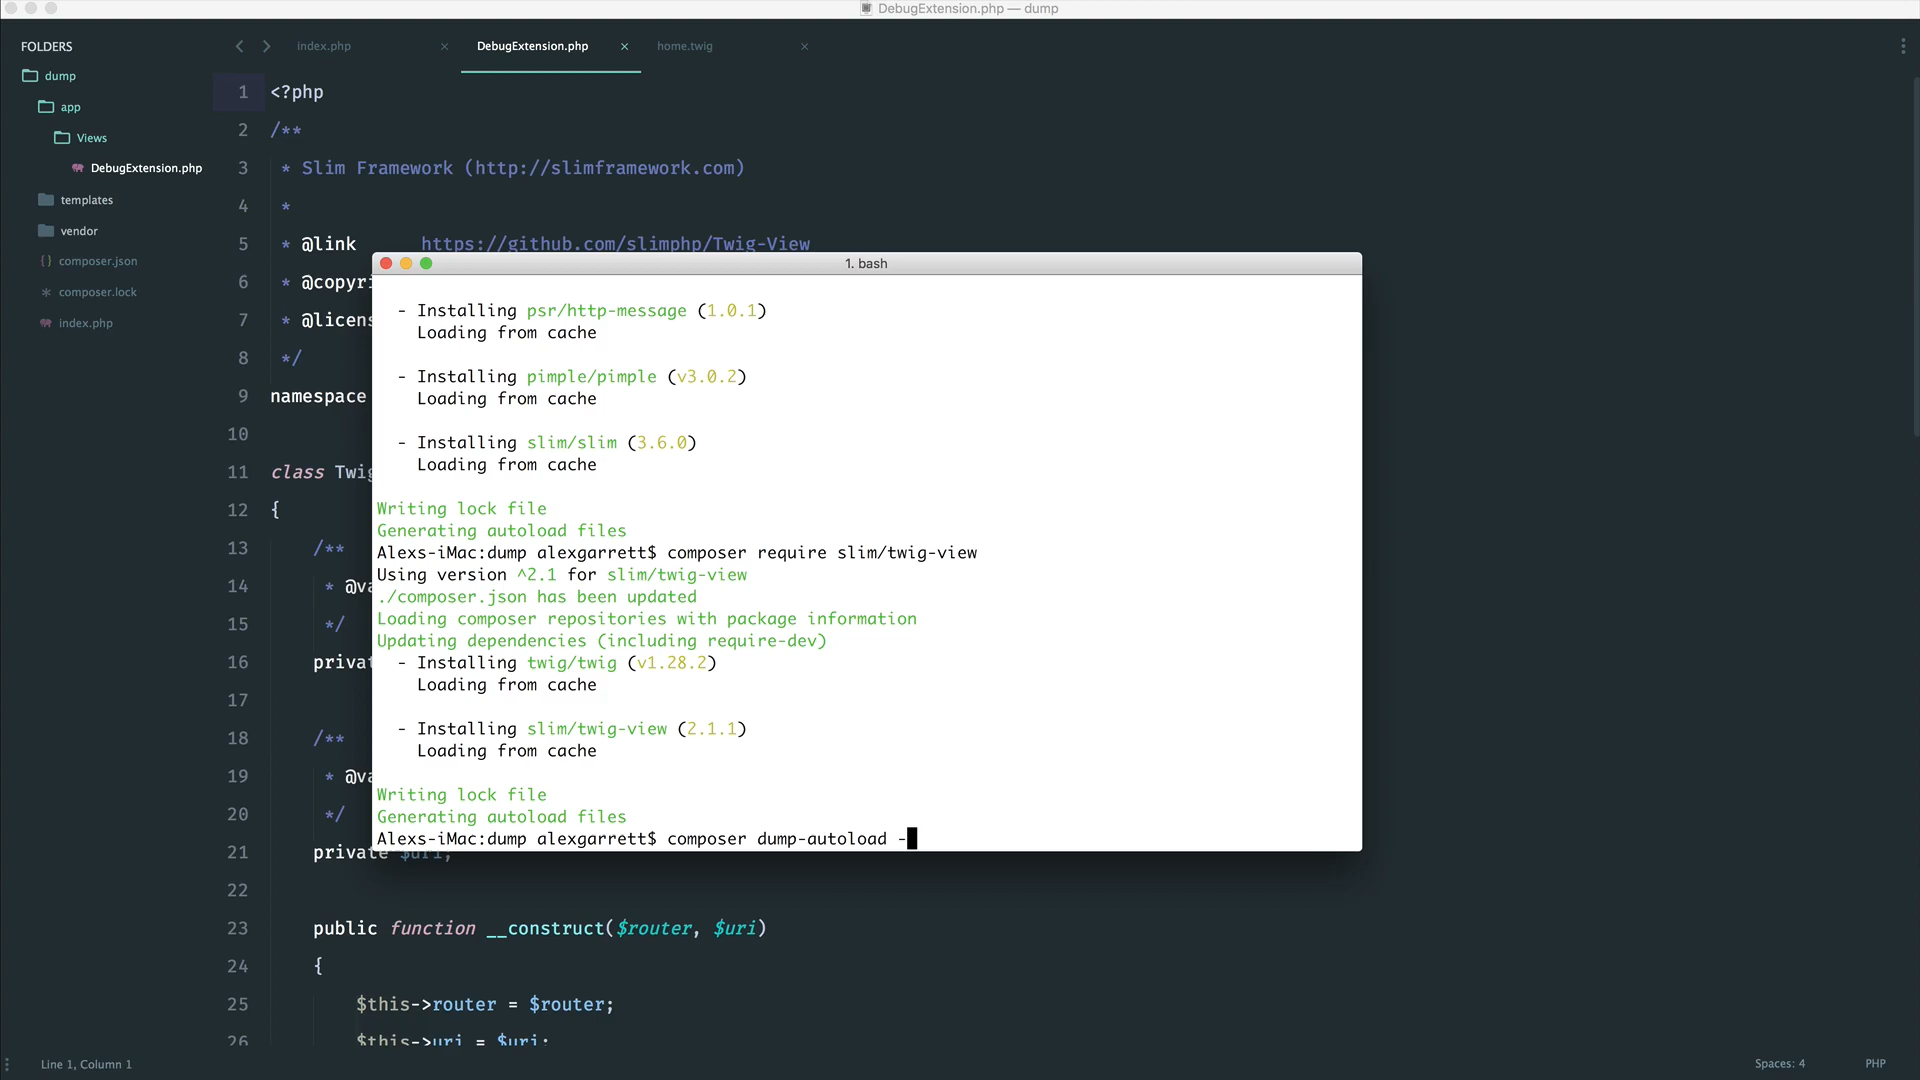 DebugExtension.php — dump
FOLDERS
dump
app
Views
DebugExtension.php
templates
vendor
{} composer.json
* composer.lock
index.php
index.php ×
DebugExtension.php ×
home.twig ×
1 <?php
2 /**
3 * Slim Framework (http://slimframework.com)
4 *
5 * @link https://github.com/slimphp/Twig-View
6 * @copyri
7 * @licens
8 */
9 namespace
10
11 class Twig
12 {
13 /**
14 * @va
15 */
16 privat
17
18 /**
19 * @va
20 */
21 private $uri;
22
23 public function __construct($router, $uri)
24 {
25 $this->router = $router;
26 $this->uri = $uri;
1. bash
- Installing psr/http-message (1.0.1)
Loading from cache
- Installing pimple/pimple (v3.0.2)
Loading from cache
- Installing slim/slim (3.6.0)
Loading from cache
Writing lock file
Generating autoload files
Alexs-iMac:dump alexgarrett$ composer require slim/twig-view
Using version ^2.1 for slim/twig-view
./composer.json has been updated
Loading composer repositories with package information
Updating dependencies (including require-dev)
- Installing twig/twig (v1.28.2)
Loading from cache
- Installing slim/twig-view (2.1.1)
Loading from cache
Writing lock file
Generating autoload files
Alexs-iMac:dump alexgarrett$ composer dump-autoload -
Line 1, Column 1
Spaces: 4
PHP